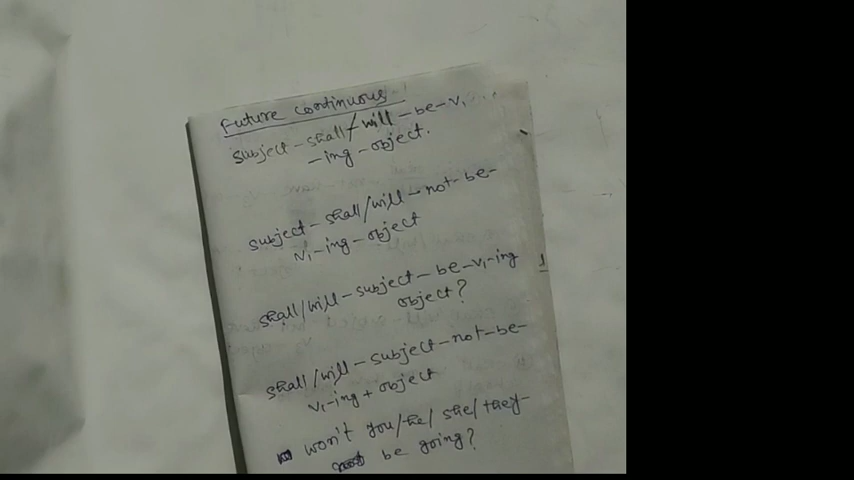 Future continuous
Subject - shall/will - be - V₁
- ing - object.
Subject - shall/will - not - be -
V₁ - ing - object
shall/will - subject - be - V₁ - ing
object?
shall/will - subject - not - be -
V₁ - ing + object
won't you/he/she/they -
be going?
1